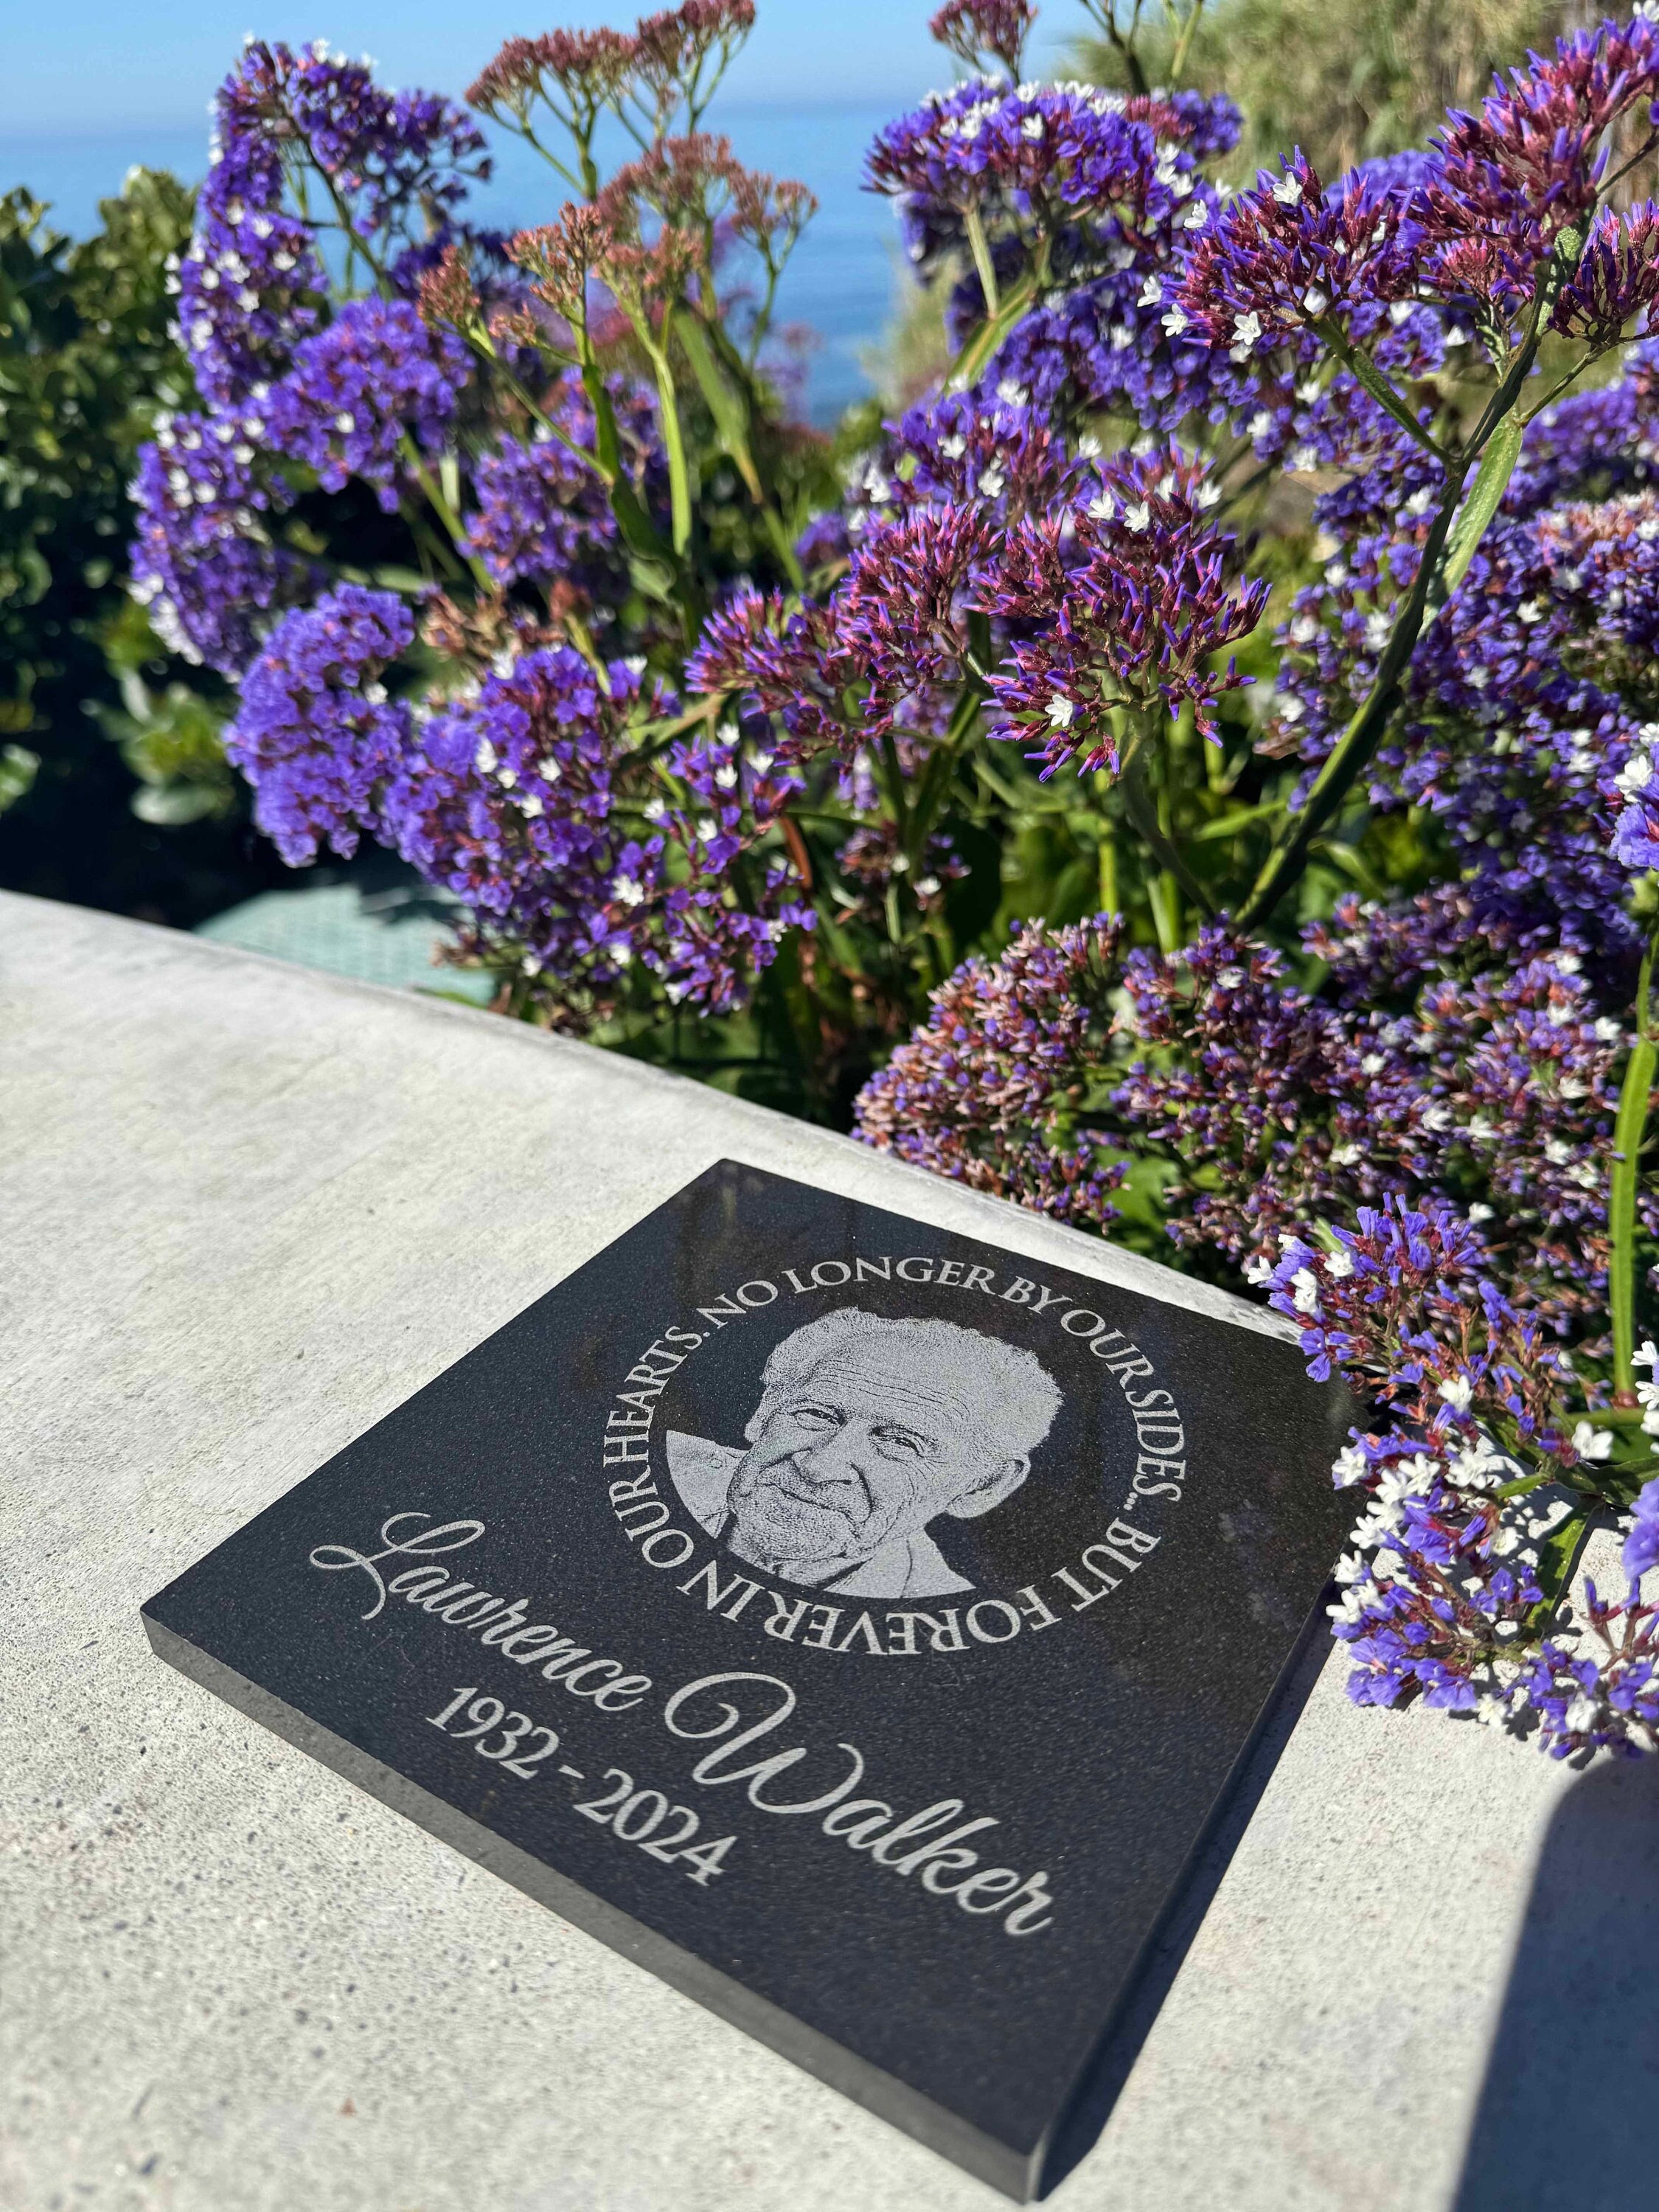 NO LONGER BY OUR SIDES... BUT FOREVER IN OUR HEARTS.
Lawrence Walker
1932 - 2024